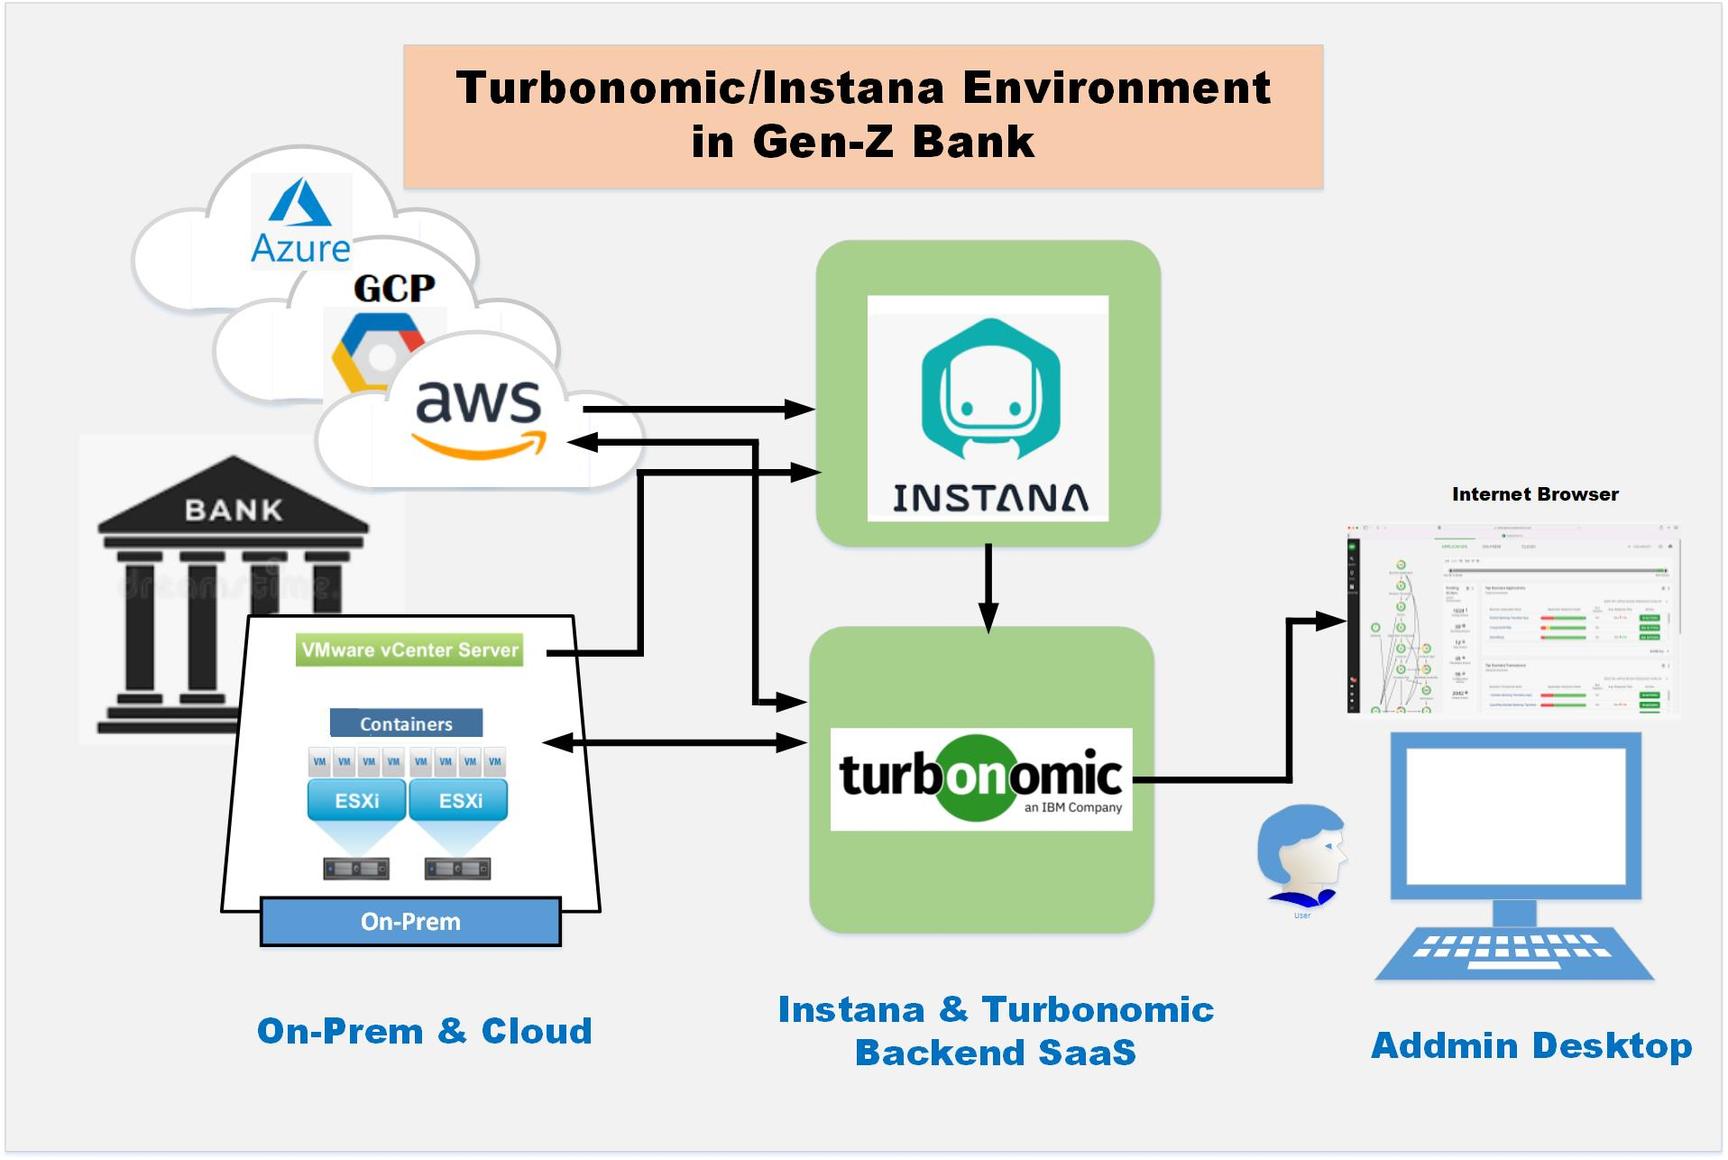 Turbonomic/Instana Environment
in Gen-Z Bank
Azure
GCP
aws
BANK
dreamstime.
VMware vCenter Server
Containers
VM VM VM VM VM VM VM VM
ESXi ESXi
On-Prem
On-Prem & Cloud
INSTANA
turbonomic
an IBM Company
Instana & Turbonomic
Backend SaaS
Internet Browser
User
Addmin Desktop